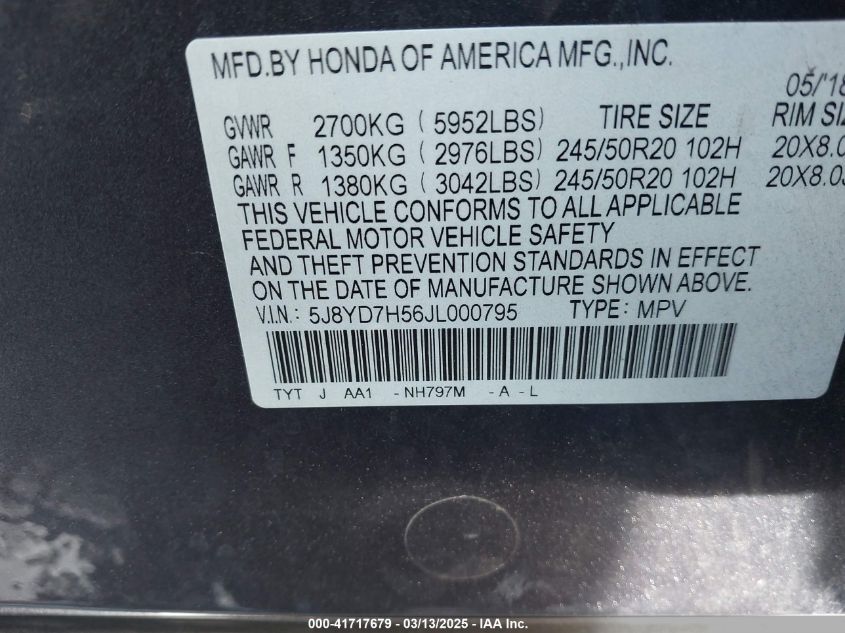 MFD.BY HONDA OF AMERICA MFG.,INC.
05/'18
GVWR 2700KG ( 5952LBS) TIRE SIZE RIM SIZ
GAWR F 1350KG ( 2976LBS) 245/50R20 102H 20X8.0
GAWR R 1380KG ( 3042LBS) 245/50R20 102H 20X8.0J
THIS VEHICLE CONFORMS TO ALL APPLICABLE
FEDERAL MOTOR VEHICLE SAFETY
AND THEFT PREVENTION STANDARDS IN EFFECT
ON THE DATE OF MANUFACTURE SHOWN ABOVE.
V.I.N.: 5J8YD7H56JL000795 TYPE: MPV
TYT J AA1 - NH797M - A - L
000-41717679 — 03/13/2025 — IAA Inc.